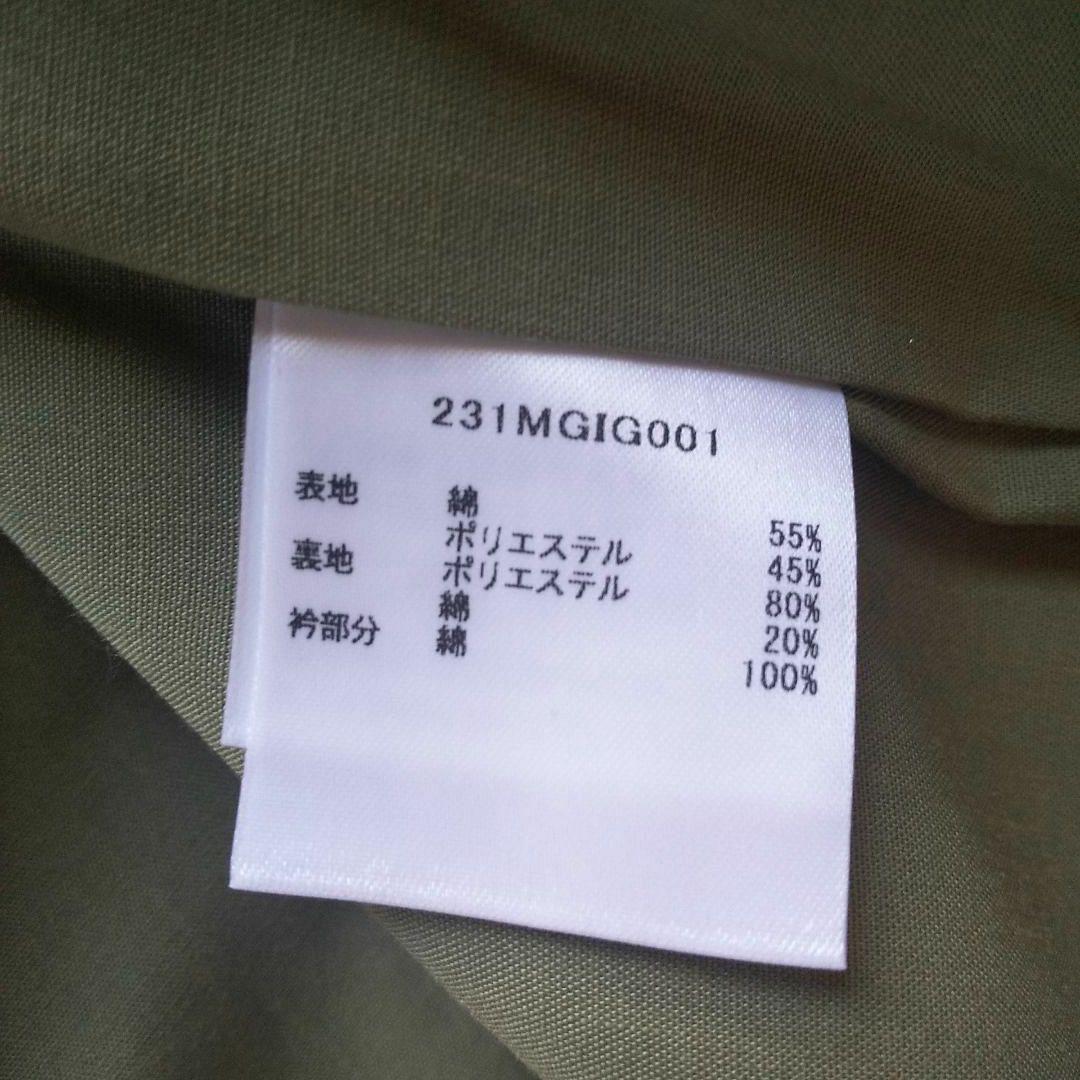 231MGIG001
表地 綿 55%
ポリエステル 45%
裏地 ポリエステル 80%
綿 20%
衿部分 綿 100%